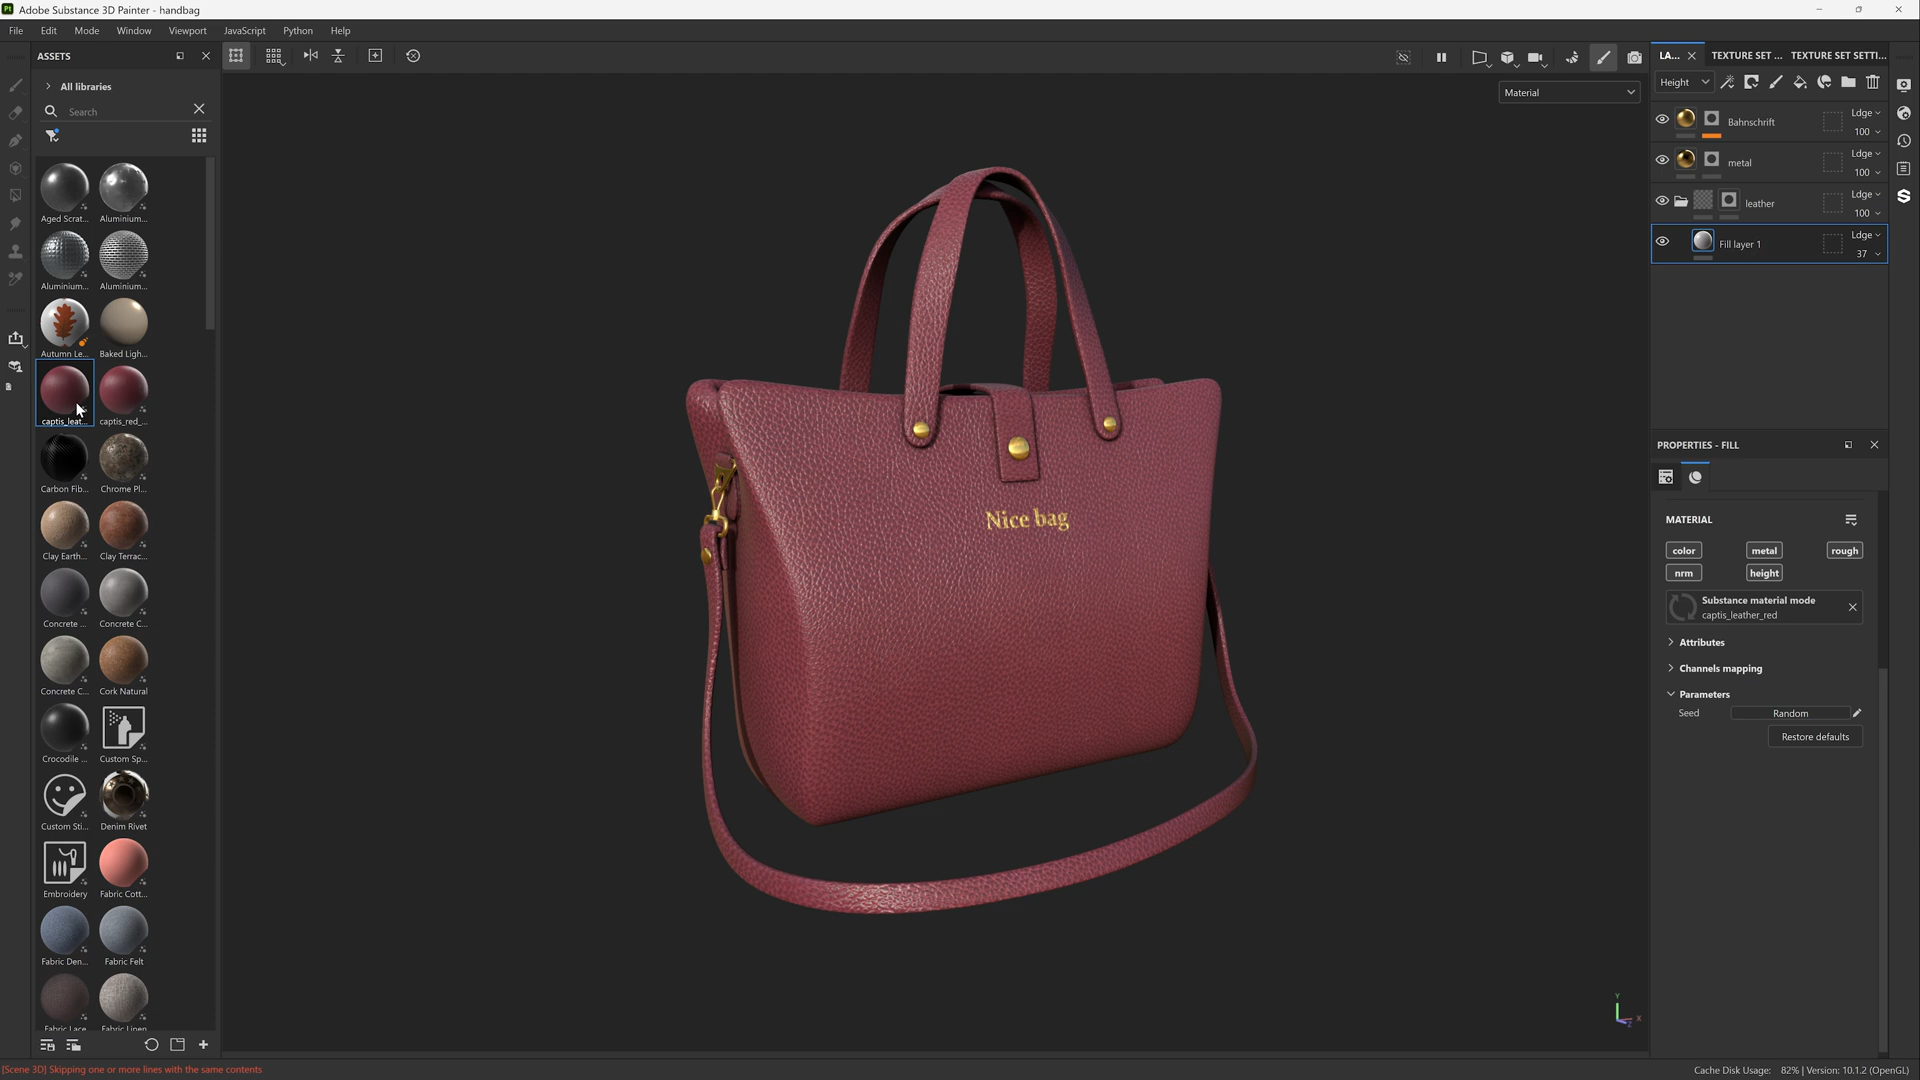 Pt Adobe Substance 3D Painter - handbag
File Edit Mode Window Viewport JavaScript Python Help
ASSETS
All libraries
Search
Aged Scrat... Aluminium...
Aluminium... Aluminium...
Autumn Le... Baked Ligh...
captis_leat... captis_red_...
Carbon Fib... Chrome Pl...
Clay Earth... Clay Terrac...
Concrete ... Concrete C...
Concrete C... Cork Natural
Crocodile ... Custom Sp...
Custom Sti... Denim Rivet
Embroidery Fabric Cott...
Fabric Den... Fabric Felt
Fabric Lace Fabric Linen
Material
Nice bag
Y
X
Z
LA... TEXTURE SET ... TEXTURE SET SETTI...
Height
Bahnschrift Ldge
100
metal Ldge
100
leather Ldge
100
Fill layer 1 Ldge
37
PROPERTIES - FILL
MATERIAL
color metal rough
nrm height
Substance material mode
captis_leather_red
Attributes
Channels mapping
Parameters
Seed Random
Restore defaults
[Scene 3D] Skipping one or more lines with the same contents
Cache Disk Usage: 82% | Version: 10.1.2 (OpenGL)